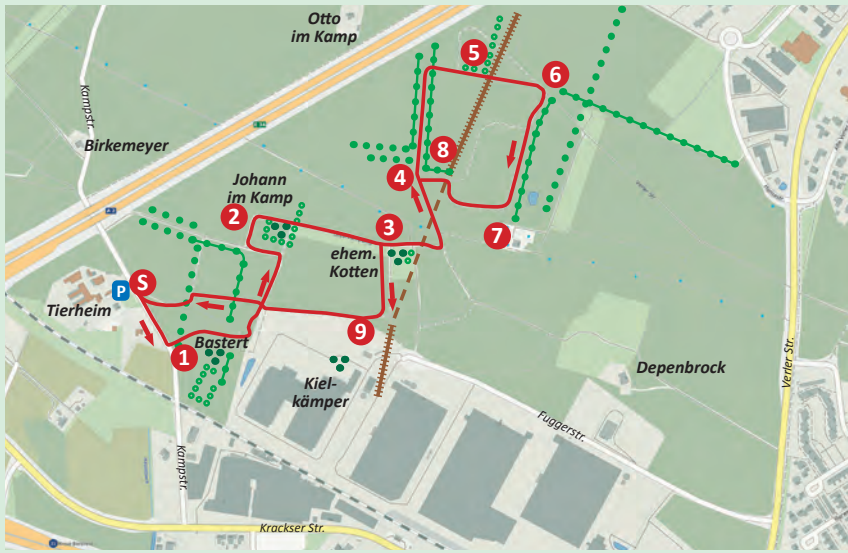 Otto
im Kamp
5
6
Kampstr.
Birkemeyer
8
4
Johann
im Kamp
2
3
7
ehem.
Kotten
S
P
Tierheim
9
1
Bastert
Kiel-
kämper
Depenbrock
Verler Str.
Fuggerstr.
Kampstr.
Krackser Str.